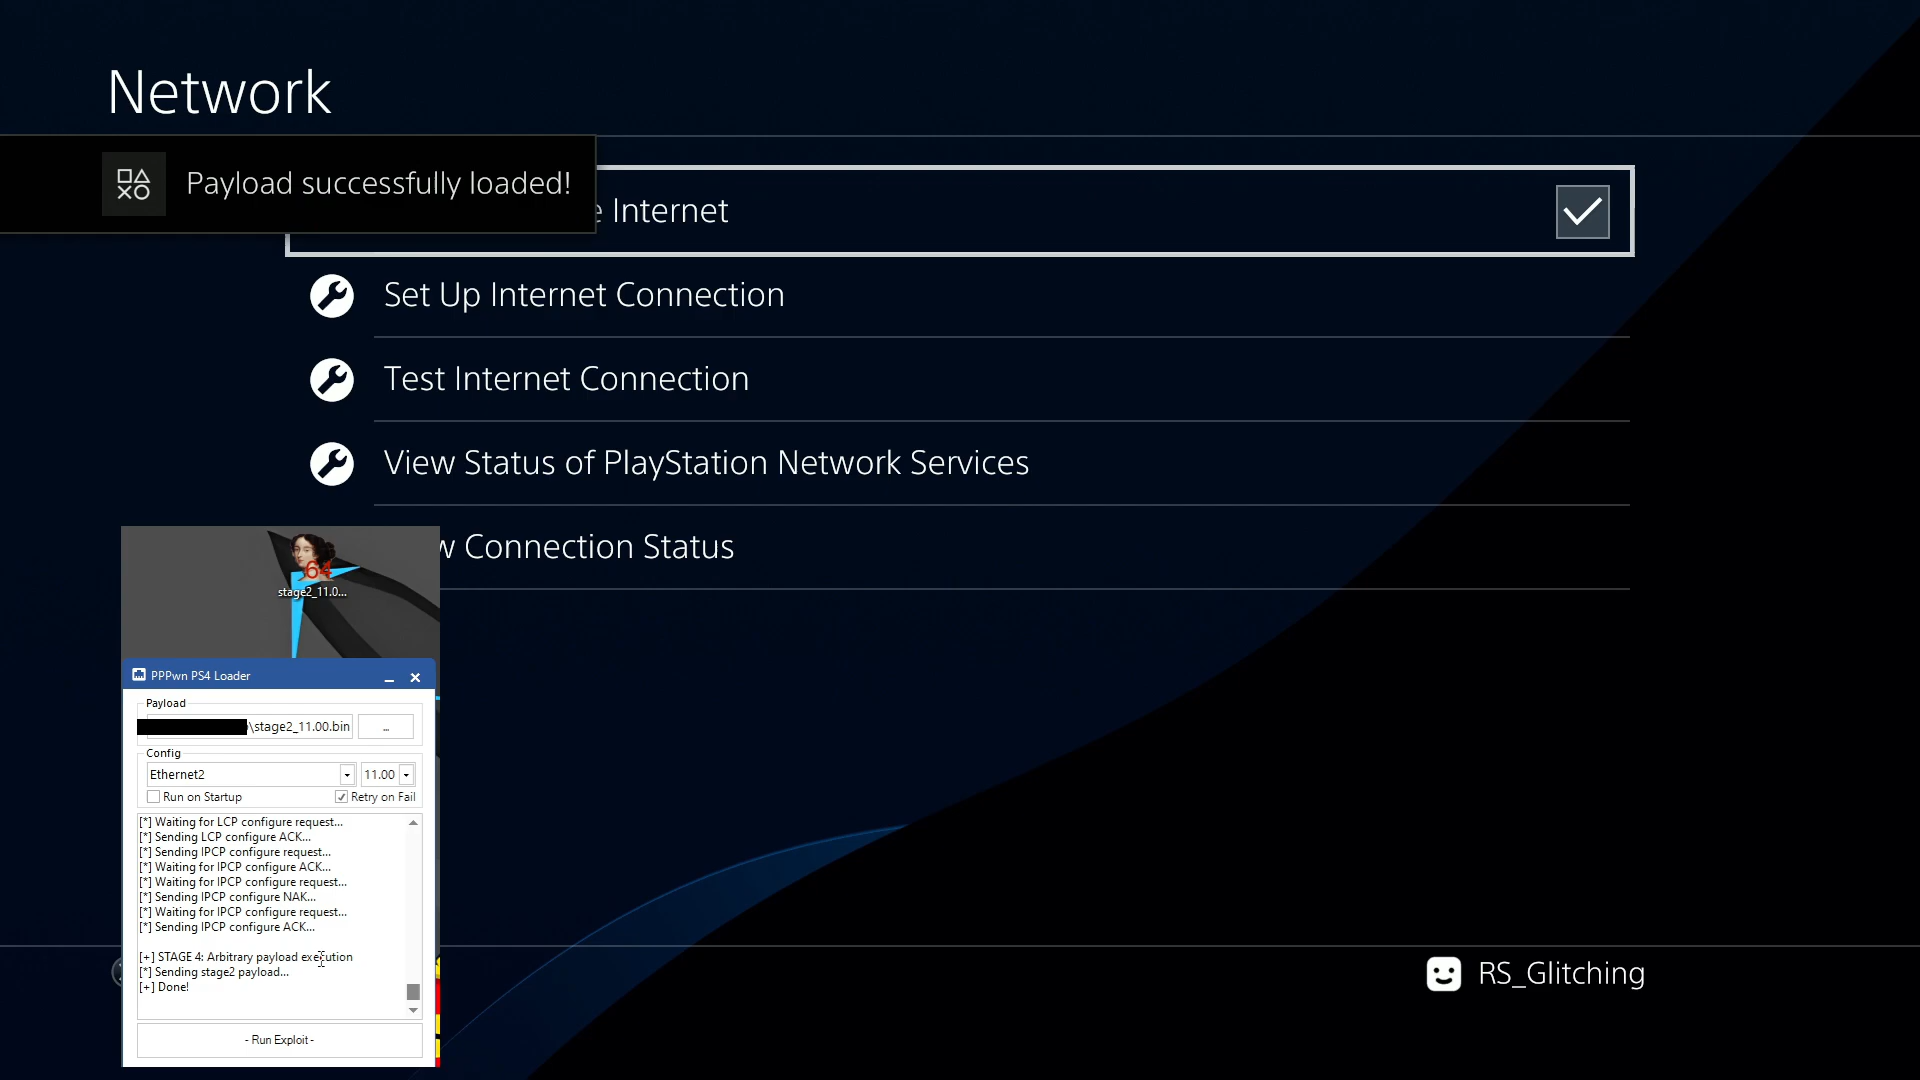 Network
Payload successfully loaded!
e Internet
Set Up Internet Connection
Test Internet Connection
View Status of PlayStation Network Services
w Connection Status
64
stage2_11.0...
PPPwn PS4 Loader
Payload
\stage2_11.00.bin
...
Config
Ethernet2
11.00
Run on Startup
Retry on Fail
[*] Waiting for LCP configure request...
[*] Sending LCP configure ACK...
[*] Sending IPCP configure request...
[*] Waiting for IPCP configure ACK...
[*] Waiting for IPCP configure request...
[*] Sending IPCP configure NAK...
[*] Waiting for IPCP configure request...
[*] Sending IPCP configure ACK...
[+] STAGE 4: Arbitrary payload execution
[*] Sending stage2 payload...
[+] Done!
- Run Exploit -
RS_Glitching